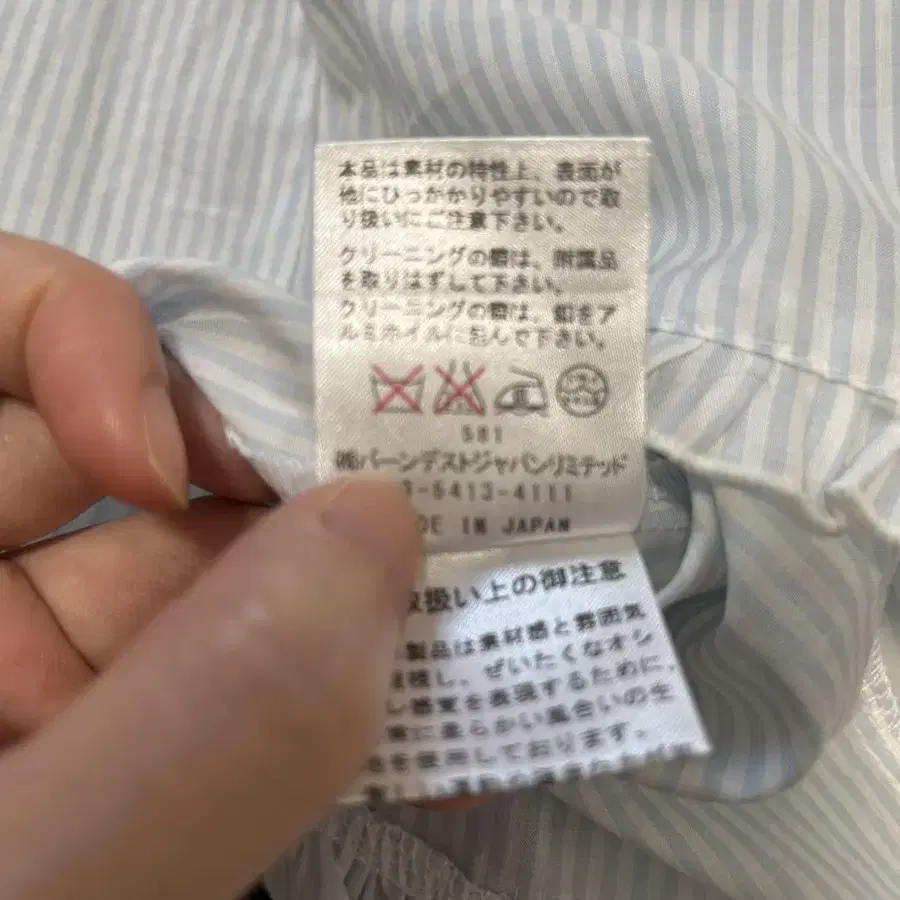 本品は素材の特性上、表面が
他にひっかかりやすいので取
り扱いにご注意下さい。
クリーニングの際は、附属品
を取りはずして下さい。
クリーニングの際は、釦をア
ルミホイルに包んで下さい。
581
㈱バーンデストジャパンリミテッド
3-5413-4111
DE IN JAPAN
取扱い上の御注意
製品は素材感と雰囲気
し、ぜいたくなオシ
レ感覚を表現するために、
常に柔らかい風合いの生
を使用しております。